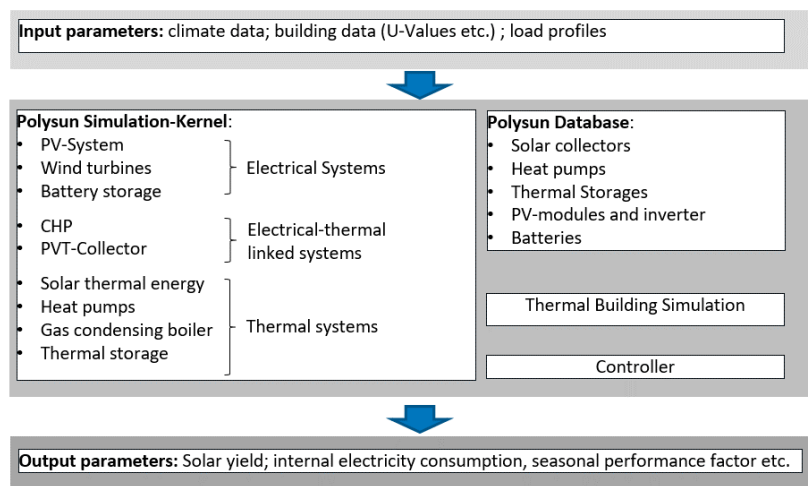 Input parameters: climate data; building data (U-Values etc.) ; load profiles
Polysun Simulation-Kernel:
• PV-System
• Wind turbines
• Battery storage
Electrical Systems
• CHP
• PVT-Collector
Electrical-thermal
linked systems
• Solar thermal energy
• Heat pumps
• Gas condensing boiler
• Thermal storage
Thermal systems
Polysun Database:
• Solar collectors
• Heat pumps
• Thermal Storages
• PV-modules and inverter
• Batteries
Thermal Building Simulation
Controller
Output parameters: Solar yield; internal electricity consumption, seasonal performance factor etc.